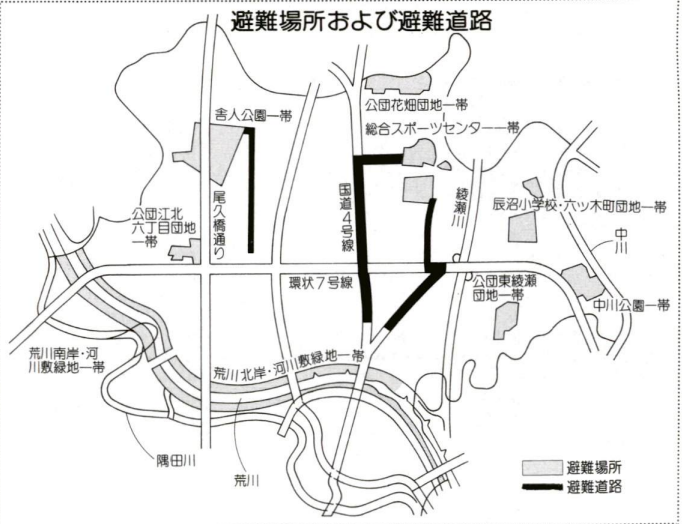 避難場所および避難道路
公団花畑団地一帯
舎人公園一帯
総合スポーツセンター一帯
国道4号線
綾瀬川
尾久橋通り
辰沼小学校・六ツ木町団地一帯
公団江北
六丁目団地
一帯
中川
環状7号線
公団東綾瀬
団地一帯
中川公園一帯
荒川南岸・河
川敷緑地一帯
荒川北岸・河川敷緑地一帯
隅田川
荒川
避難場所
避難道路